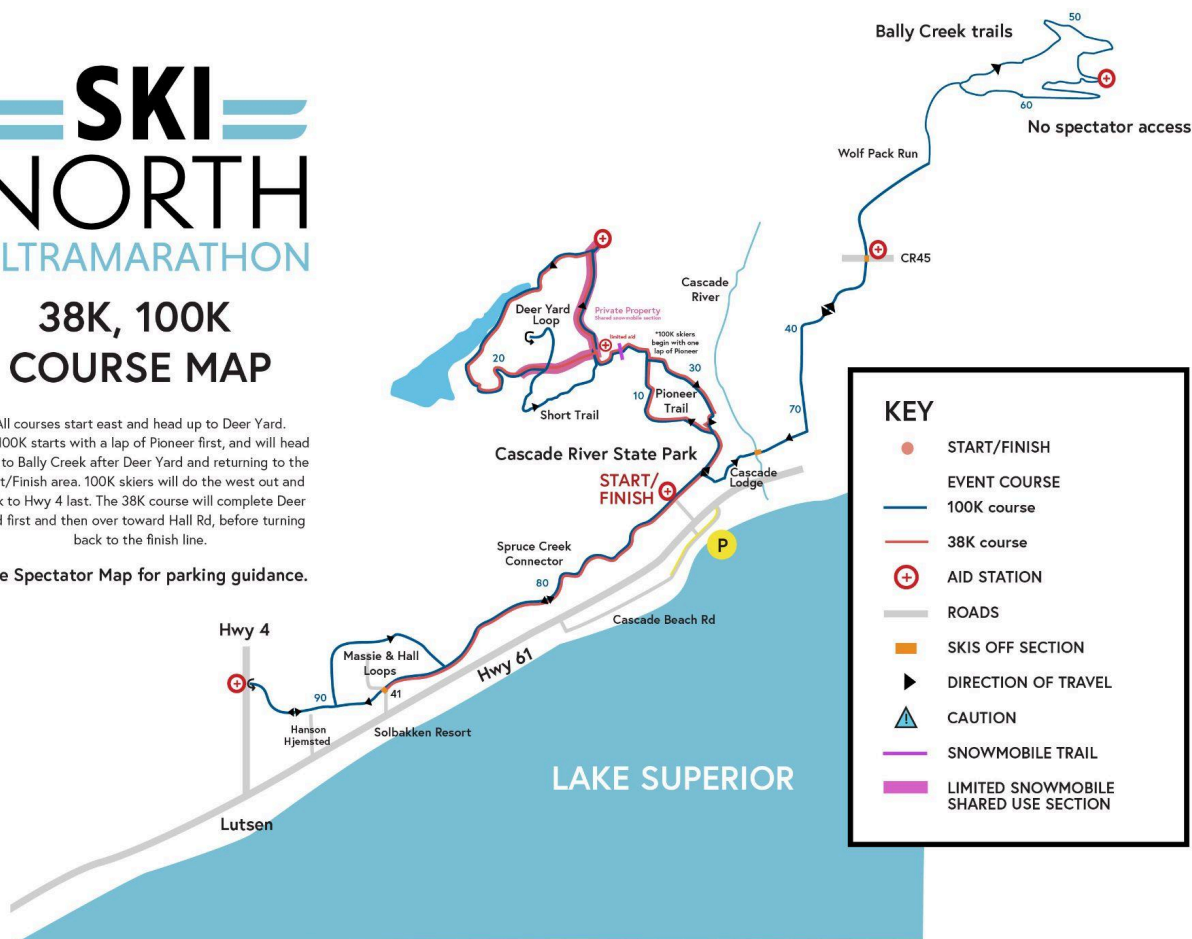 SKI
NORTH
LTRAMARATHON
38K, 100K
COURSE MAP
All courses start east and head up to Deer Yard.
100K starts with a lap of Pioneer first, and will head
to Bally Creek after Deer Yard and returning to the
t/Finish area. 100K skiers will do the west out and
k to Hwy 4 last. The 38K course will complete Deer
d first and then over toward Hall Rd, before turning
back to the finish line.
e Spectator Map for parking guidance.
Bally Creek trails
50
60
No spectator access
Wolf Pack Run
CR45
Cascade
River
40
70
Deer Yard
Loop
Private Property
Shared snowmobile section
limited aid
*100K skiers
begin with one
lap of Pioneer
20
30
10
Pioneer
Trail
Short Trail
Cascade River State Park
START/
FINISH
Cascade
Lodge
P
Spruce Creek
Connector
80
Cascade Beach Rd
Hwy 61
Hwy 4
Massie & Hall
Loops
41
90
Hanson
Hjemsted
Solbakken Resort
Lutsen
LAKE SUPERIOR
KEY
START/FINISH
EVENT COURSE
100K course
38K course
AID STATION
ROADS
SKIS OFF SECTION
DIRECTION OF TRAVEL
CAUTION
SNOWMOBILE TRAIL
LIMITED SNOWMOBILE
SHARED USE SECTION